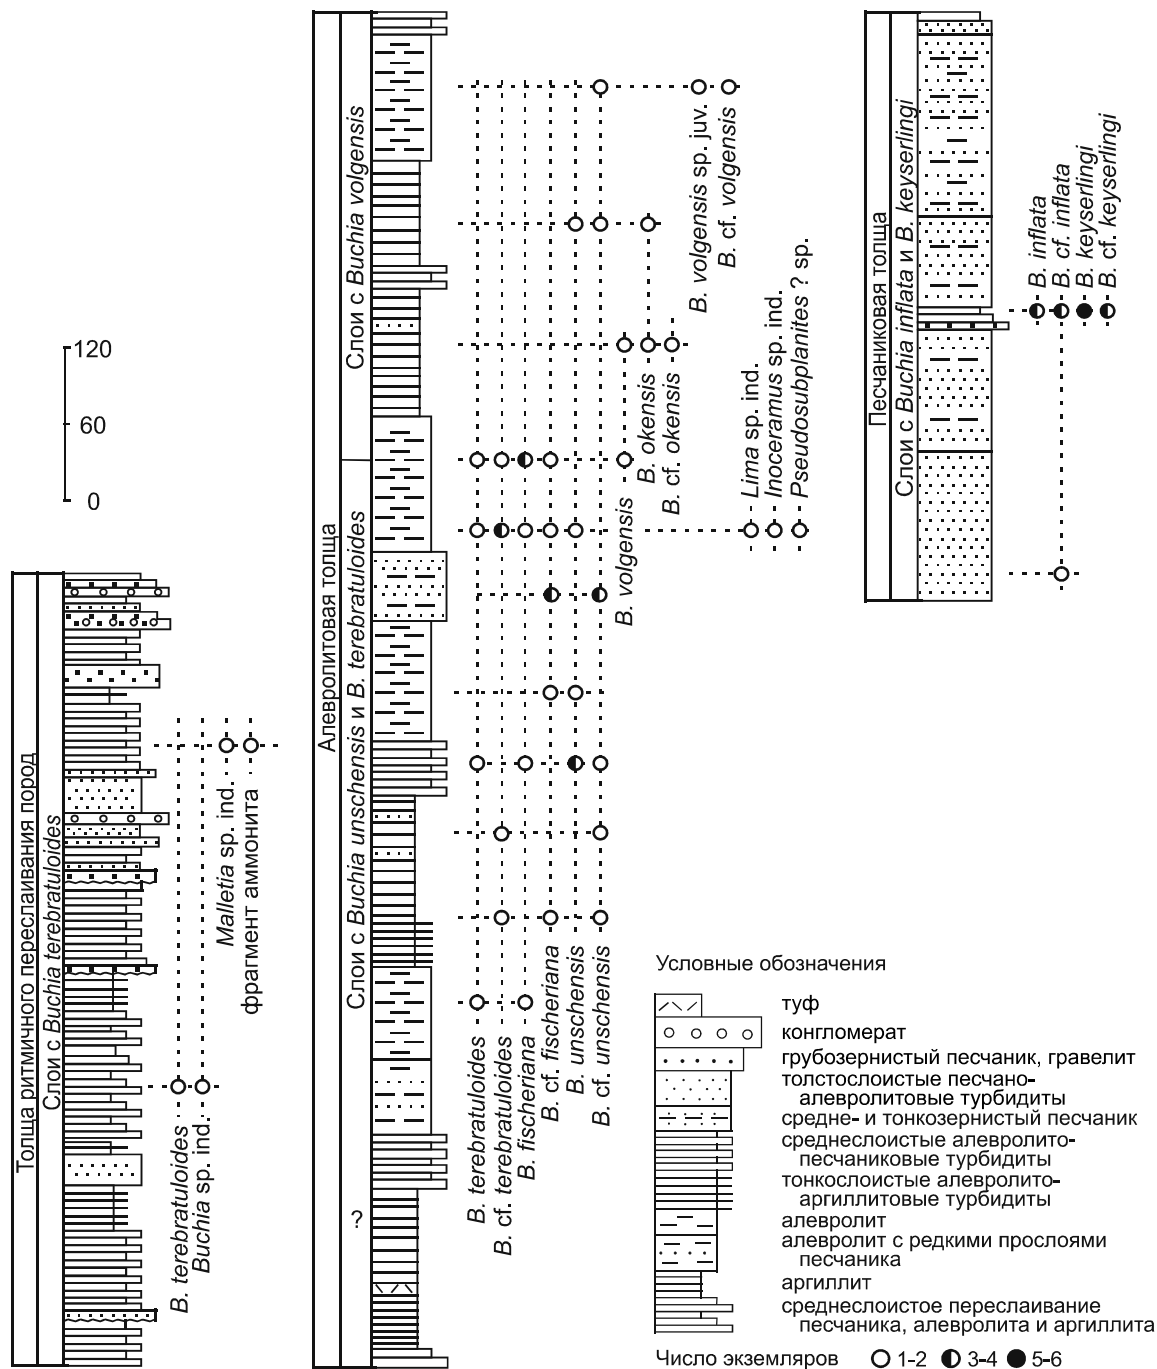 Толща ритмичного переслаивания пород
Слои с Buchia terebratuloides
B. terebratuloides
Buchia sp. ind.
Malletia sp. ind.
фрагмент аммонита
120
60
0
Алевролитовая толща
Слои с Buchia unschensis и B. terebratuloides
Слои с Buchia volgensis
?
B. terebratuloides
B. cf. terebratuloides
B. fischeriana
B. cf. fischeriana
B. unschensis
B. cf. unschensis
B. volgensis
B. okensis
B. cf. okensis
B. volgensis sp. juv.
B. cf. volgensis
Lima sp. ind.
Inoceramus sp. ind.
Pseudosubplanites ? sp.
Песчаниковая толща
Слои с Buchia inflata и B. keyserlingi
B. inflata
B. cf. inflata
B. keyserlingi
B. cf. keyserlingi
Условные обозначения
туф
конгломерат
грубозернистый песчаник, гравелит
толстослоистые песчано-
алевролитовые турбидиты
средне- и тонкозернистый песчаник
среднеслоистые алевролито-
песчаниковые турбидиты
тонкослоистые алевролито-
аргиллитовые турбидиты
алевролит
алевролит с редкими прослоями
песчаника
аргиллит
среднеслоистое переслаивание
песчаника, алевролита и аргиллита
Число экземляров 1-2 3-4 5-6